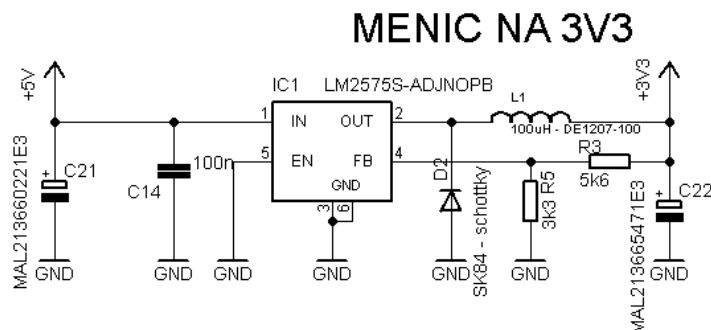 MENIC NA 3V3
+5V
IC1
LM2575S-ADJNOPB
+3V3
1
IN
OUT
2
L1
100uH - DE1207-100
5
EN
FB
4
GND
3
6
MAL213660221E3
+
C21
C14
100n
D2
SK84 - schottky
3k3
R5
R3
5k6
+
C22
MAL213665471E3
GND
GND
GND
GND
GND
GND
GND